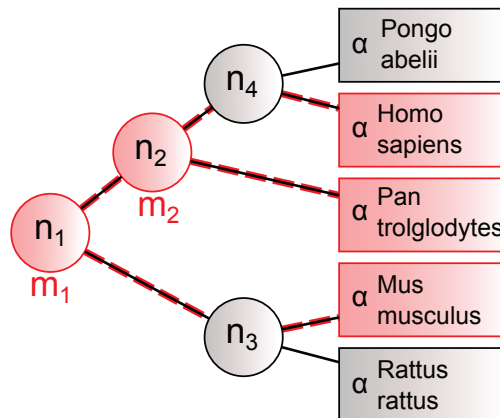 α Pongo
abelii
n4
α Homo
sapiens
n2
m2
α Pan
trolglodytes
n1
m1
α Mus
musculus
n3
α Rattus
rattus